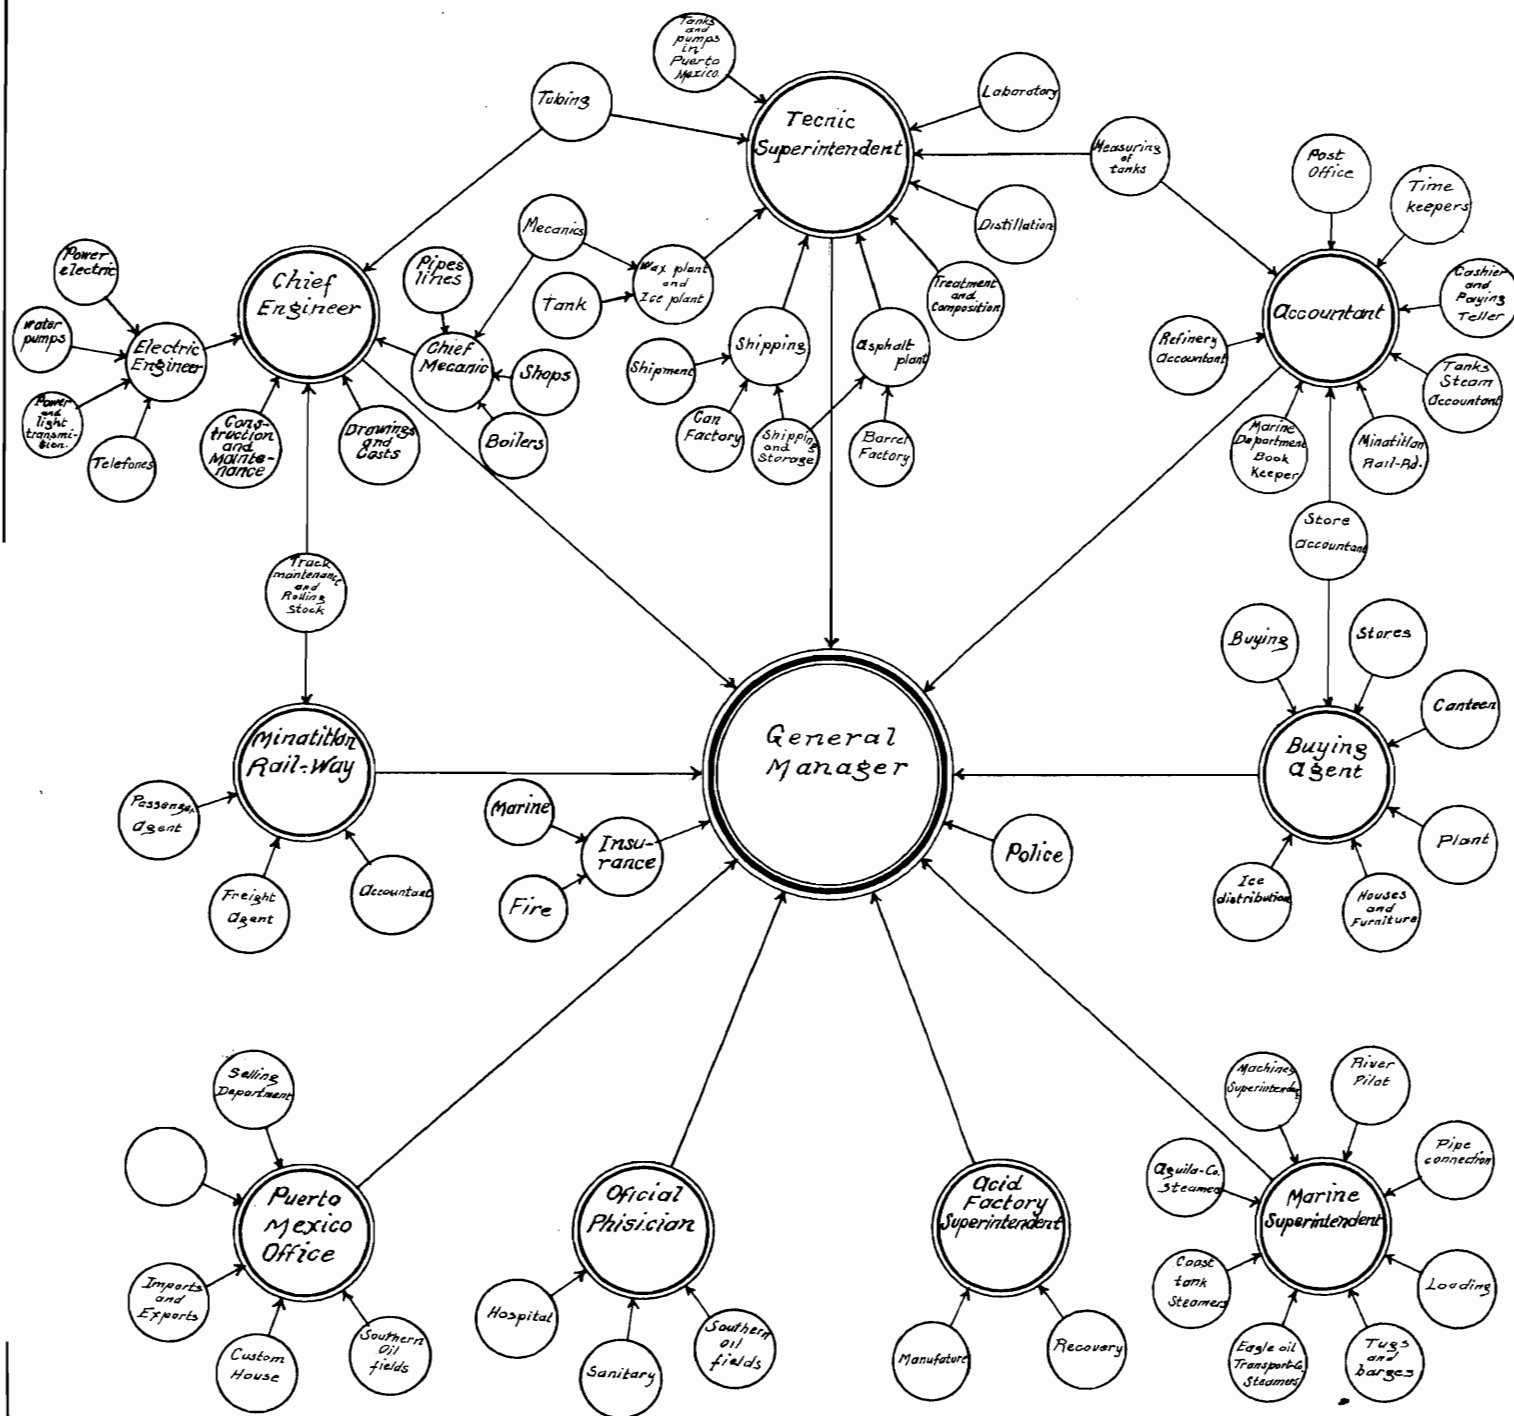 Tanks
and
pumps
in
Puerto
Mexico.
Tubing
Tecnic
Superintendent
Laboratory
Measuring
of
tanks
Post
Office
Time
keepers
Mecanics
Distillation
Power
electric
Chief
Engineer
Pipes
lines
Wax plant
and
Ice plant
Tank
Treatment
and
Composition
Accountant
Cashier
and
Paying
Teller
water
pumps
Electric
Engineer
Chief
Mecanic
Shops
Shipment
Shipping
Asphalt
plant
Refinery
Accountant
Tanks
Steam
Accountant
Power
and
light
transmi-
tion.
Telefones
Cons-
truction
and
Mainte-
nance
Drowings
and
Costs
Boilers
Can
Factory
Shipping
and
Storage
Barrel
Factory
Marine
Department
Book
Keeper
Minatitlan
Rail-Rd.
Store
Accountant
Track
maintenance
and
Rolling
Stock
Buying
Stores
Canteen
Minatitlan
Rail-Way
General
Manager
Buying
Agent
Passenger
Agent
Marine
Insu-
rance
Police
Plant
Freight
Agent
Accountant
Fire
Ice
distribution
Houses
and
Furniture
Selling
Department
Machines
River
Pilot
Pipe
connection
Aguila-Co.
Steamers
Puerto
Mexico
Office
Oficial
Phisician
Acid
Factory
Superintendent
Marine
Superintendent
Imports
and
Exports
Coast
tank
Steamers
Loading
Hospital
Custom
House
Southern
Oil
fields
Sanitary
Southern
Oil
fields
Manufature
Recovery
Eagle oil
Transport-Co.
Steamers
Tugs
and
barges